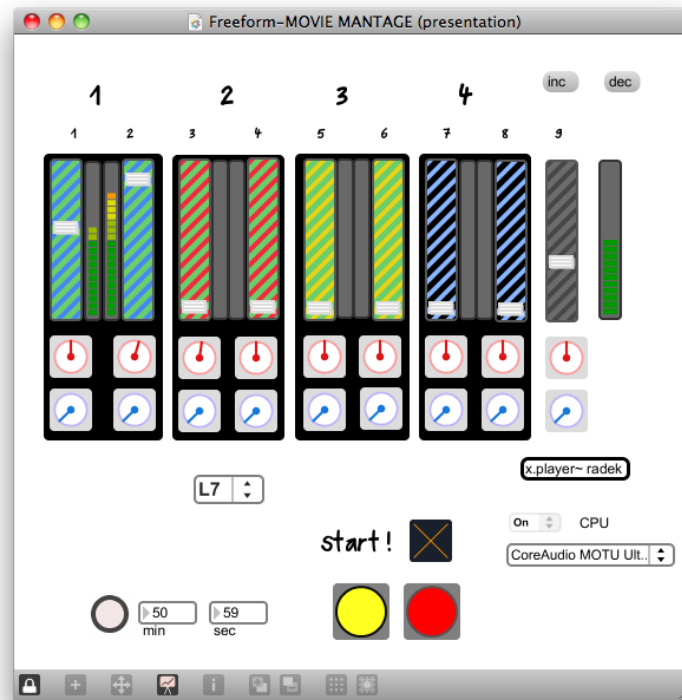 Freeform-MOVIE MANTAGE (presentation)
inc dec
1 2 3 4
1 2 3 4 5 6 7 8 9
x.player~ radek
L7
On CPU
start!
CoreAudio MOTU Ult..
50 59
min sec